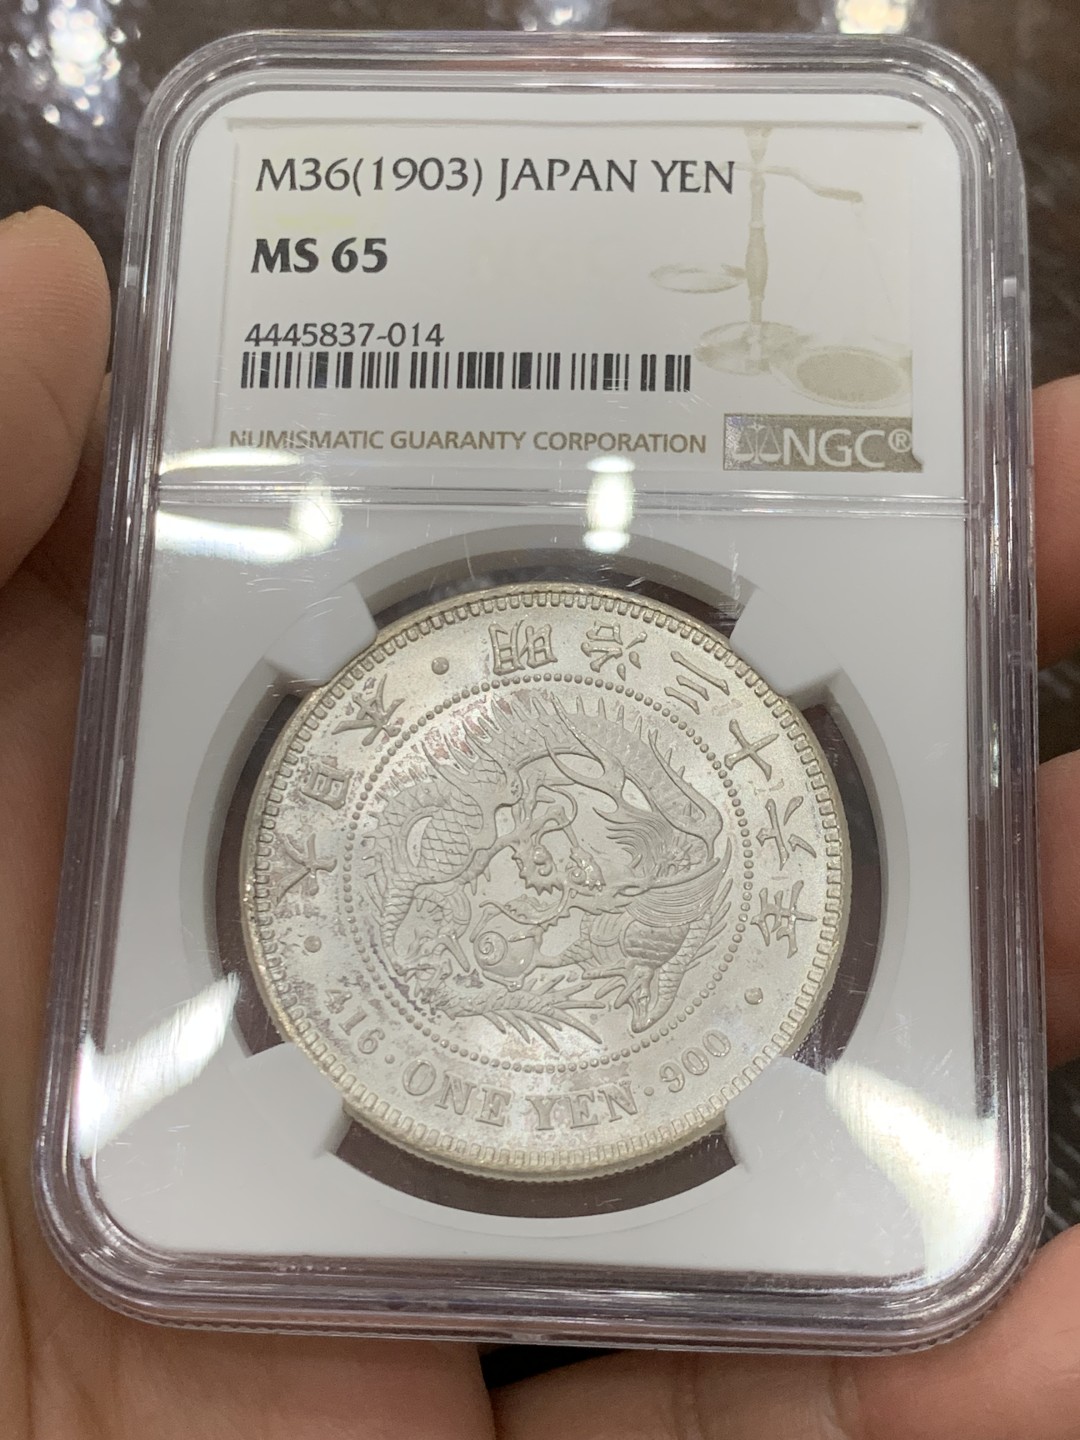 M36(1903) JAPAN YEN
MS 65
4445837-014
NUMISMATIC GUARANTY CORPORATION
NGC®
大日本・明治三十六年
416・ONE YEN・900